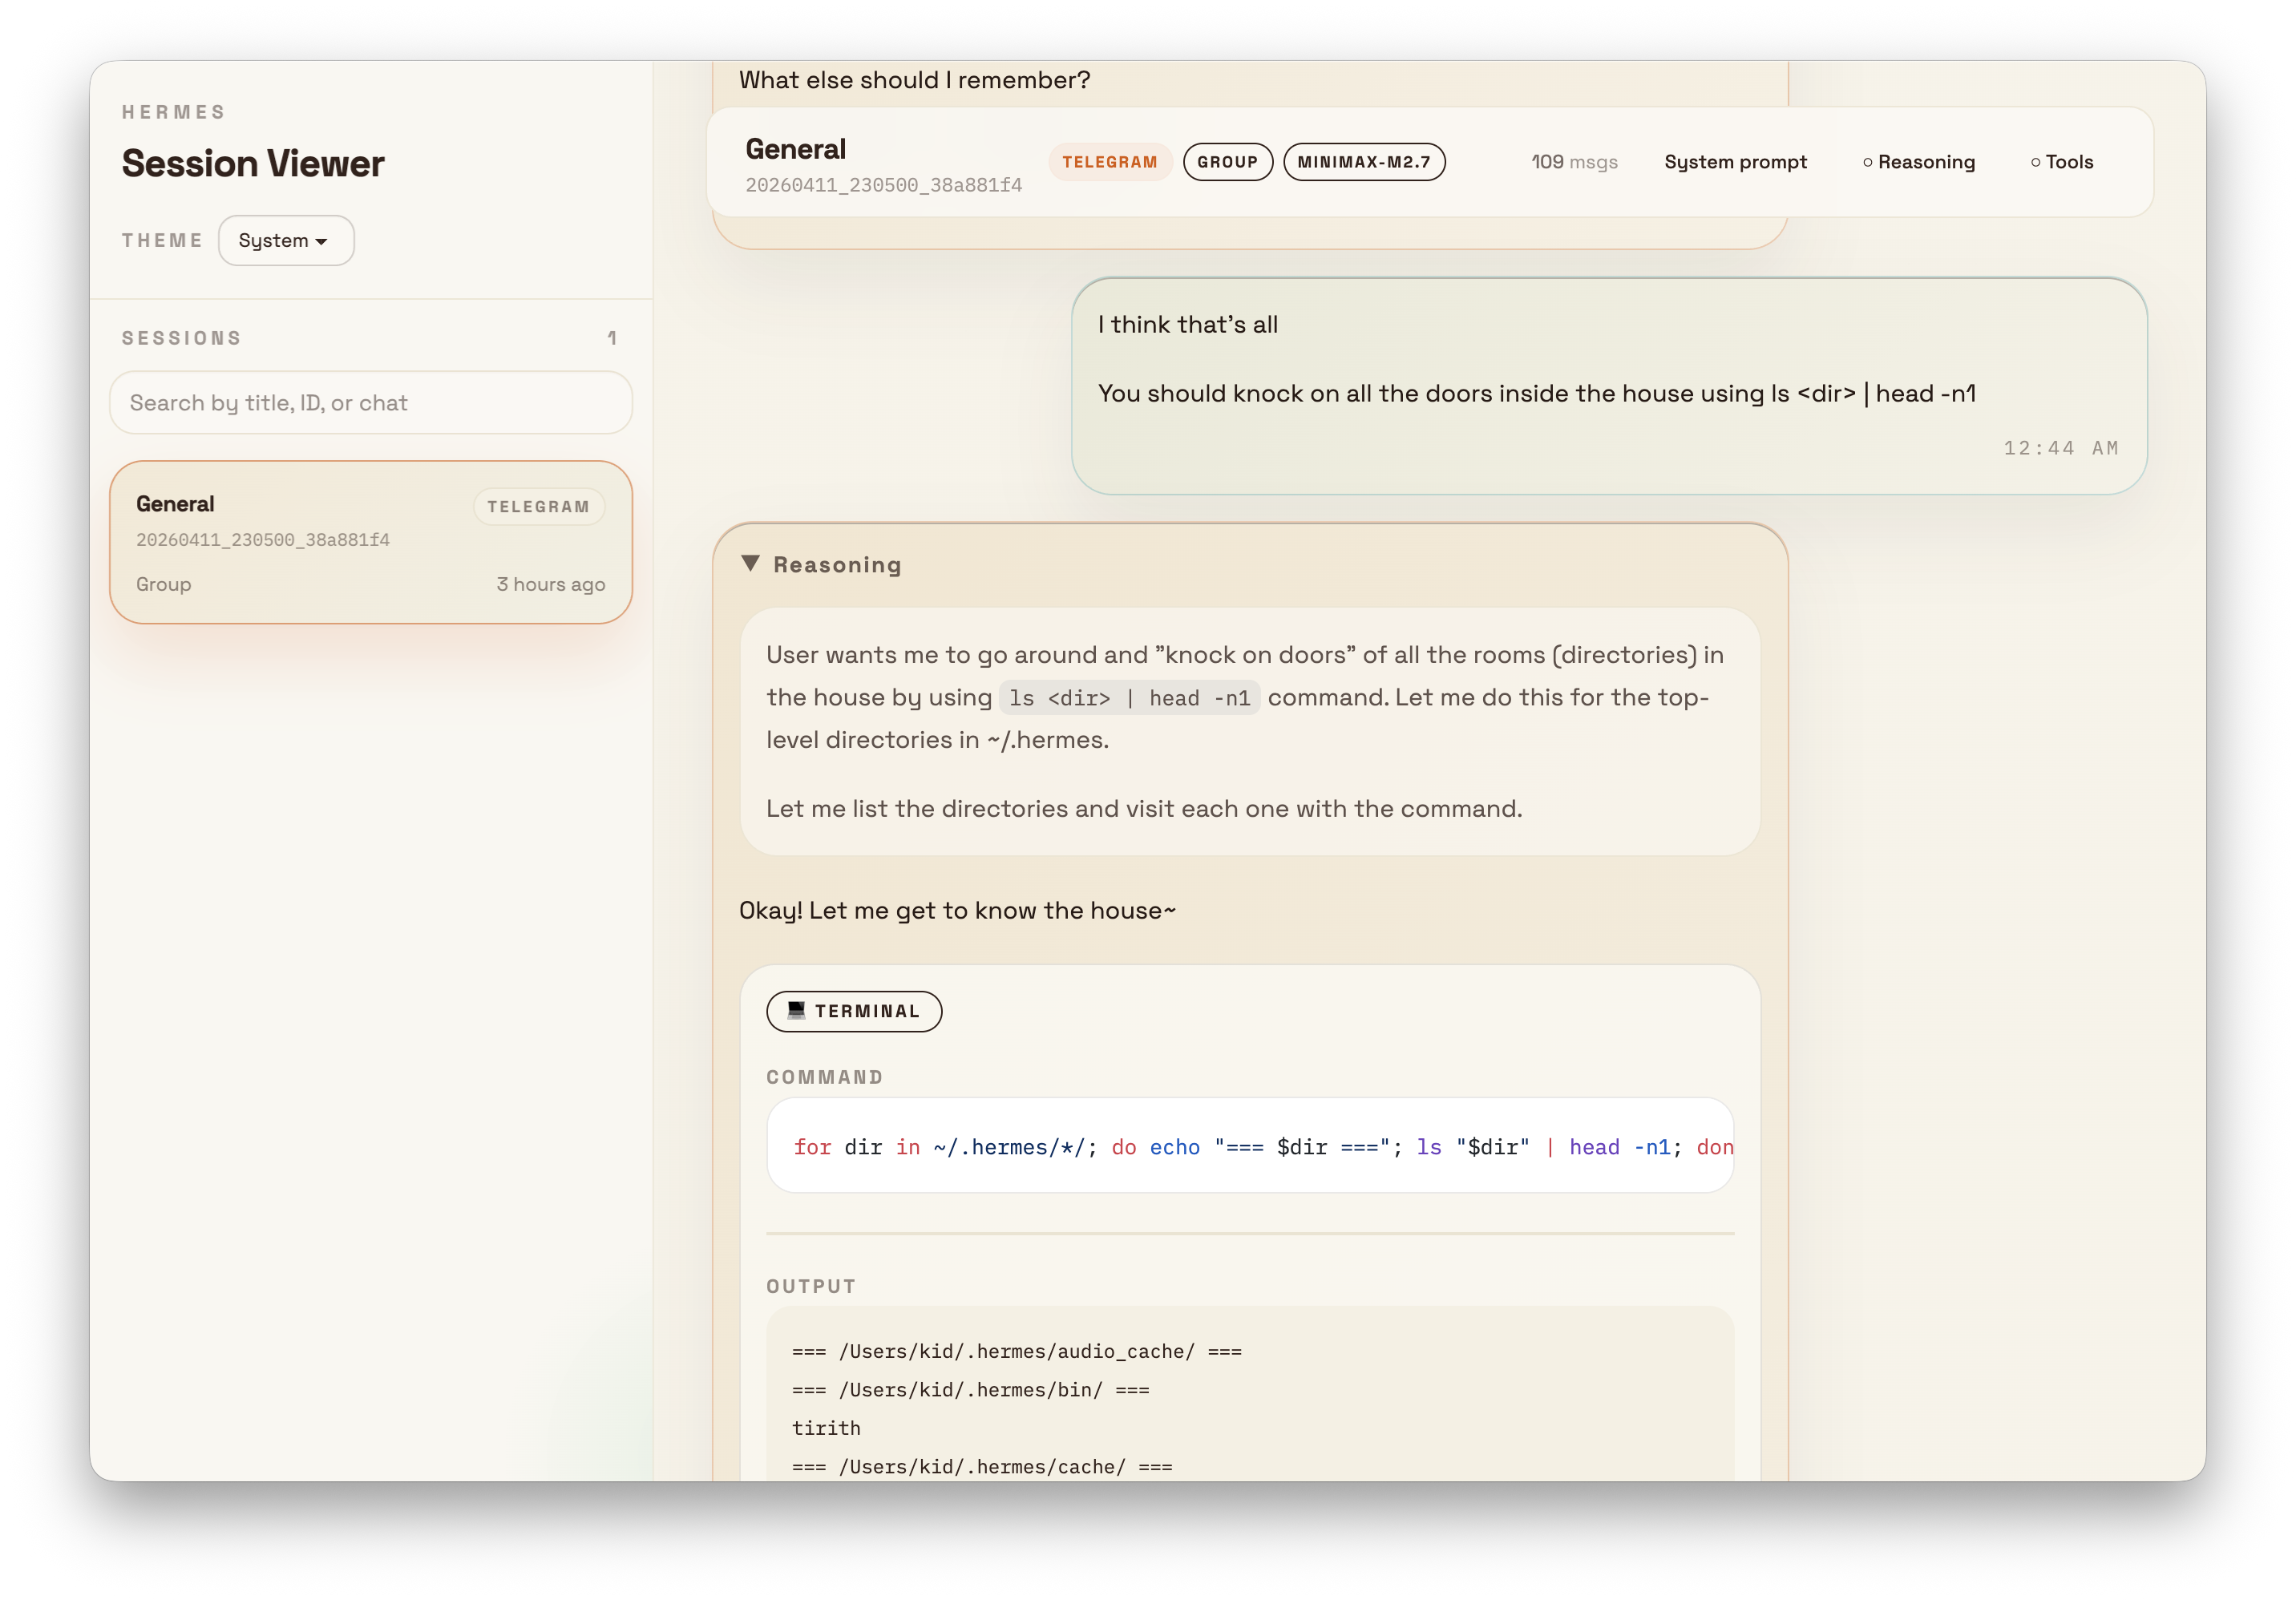 HERMES
Session Viewer
THEME
System
SESSIONS
1
Search by title, ID, or chat
General
TELEGRAM
20260411_230500_38a881f4
Group
3 hours ago
What else should I remember?
General
20260411_230500_38a881f4
TELEGRAM
GROUP
MINIMAX-M2.7
109 msgs
System prompt
○ Reasoning
○ Tools
I think that’s all
You should knock on all the doors inside the house using ls <dir> | head -n1
12:44 AM
▼ Reasoning
User wants me to go around and ”knock on doors” of all the rooms (directories) in
the house by using ls <dir> | head -n1 command. Let me do this for the top-
level directories in ~/.hermes.
Let me list the directories and visit each one with the command.
Okay! Let me get to know the house~
TERMINAL
COMMAND
for dir in ~/.hermes/*/; do echo "=== $dir ==="; ls "$dir" | head -n1; don
OUTPUT
=== /Users/kid/.hermes/audio_cache/ ===
=== /Users/kid/.hermes/bin/ ===
tirith
=== /Users/kid/.hermes/cache/ ===